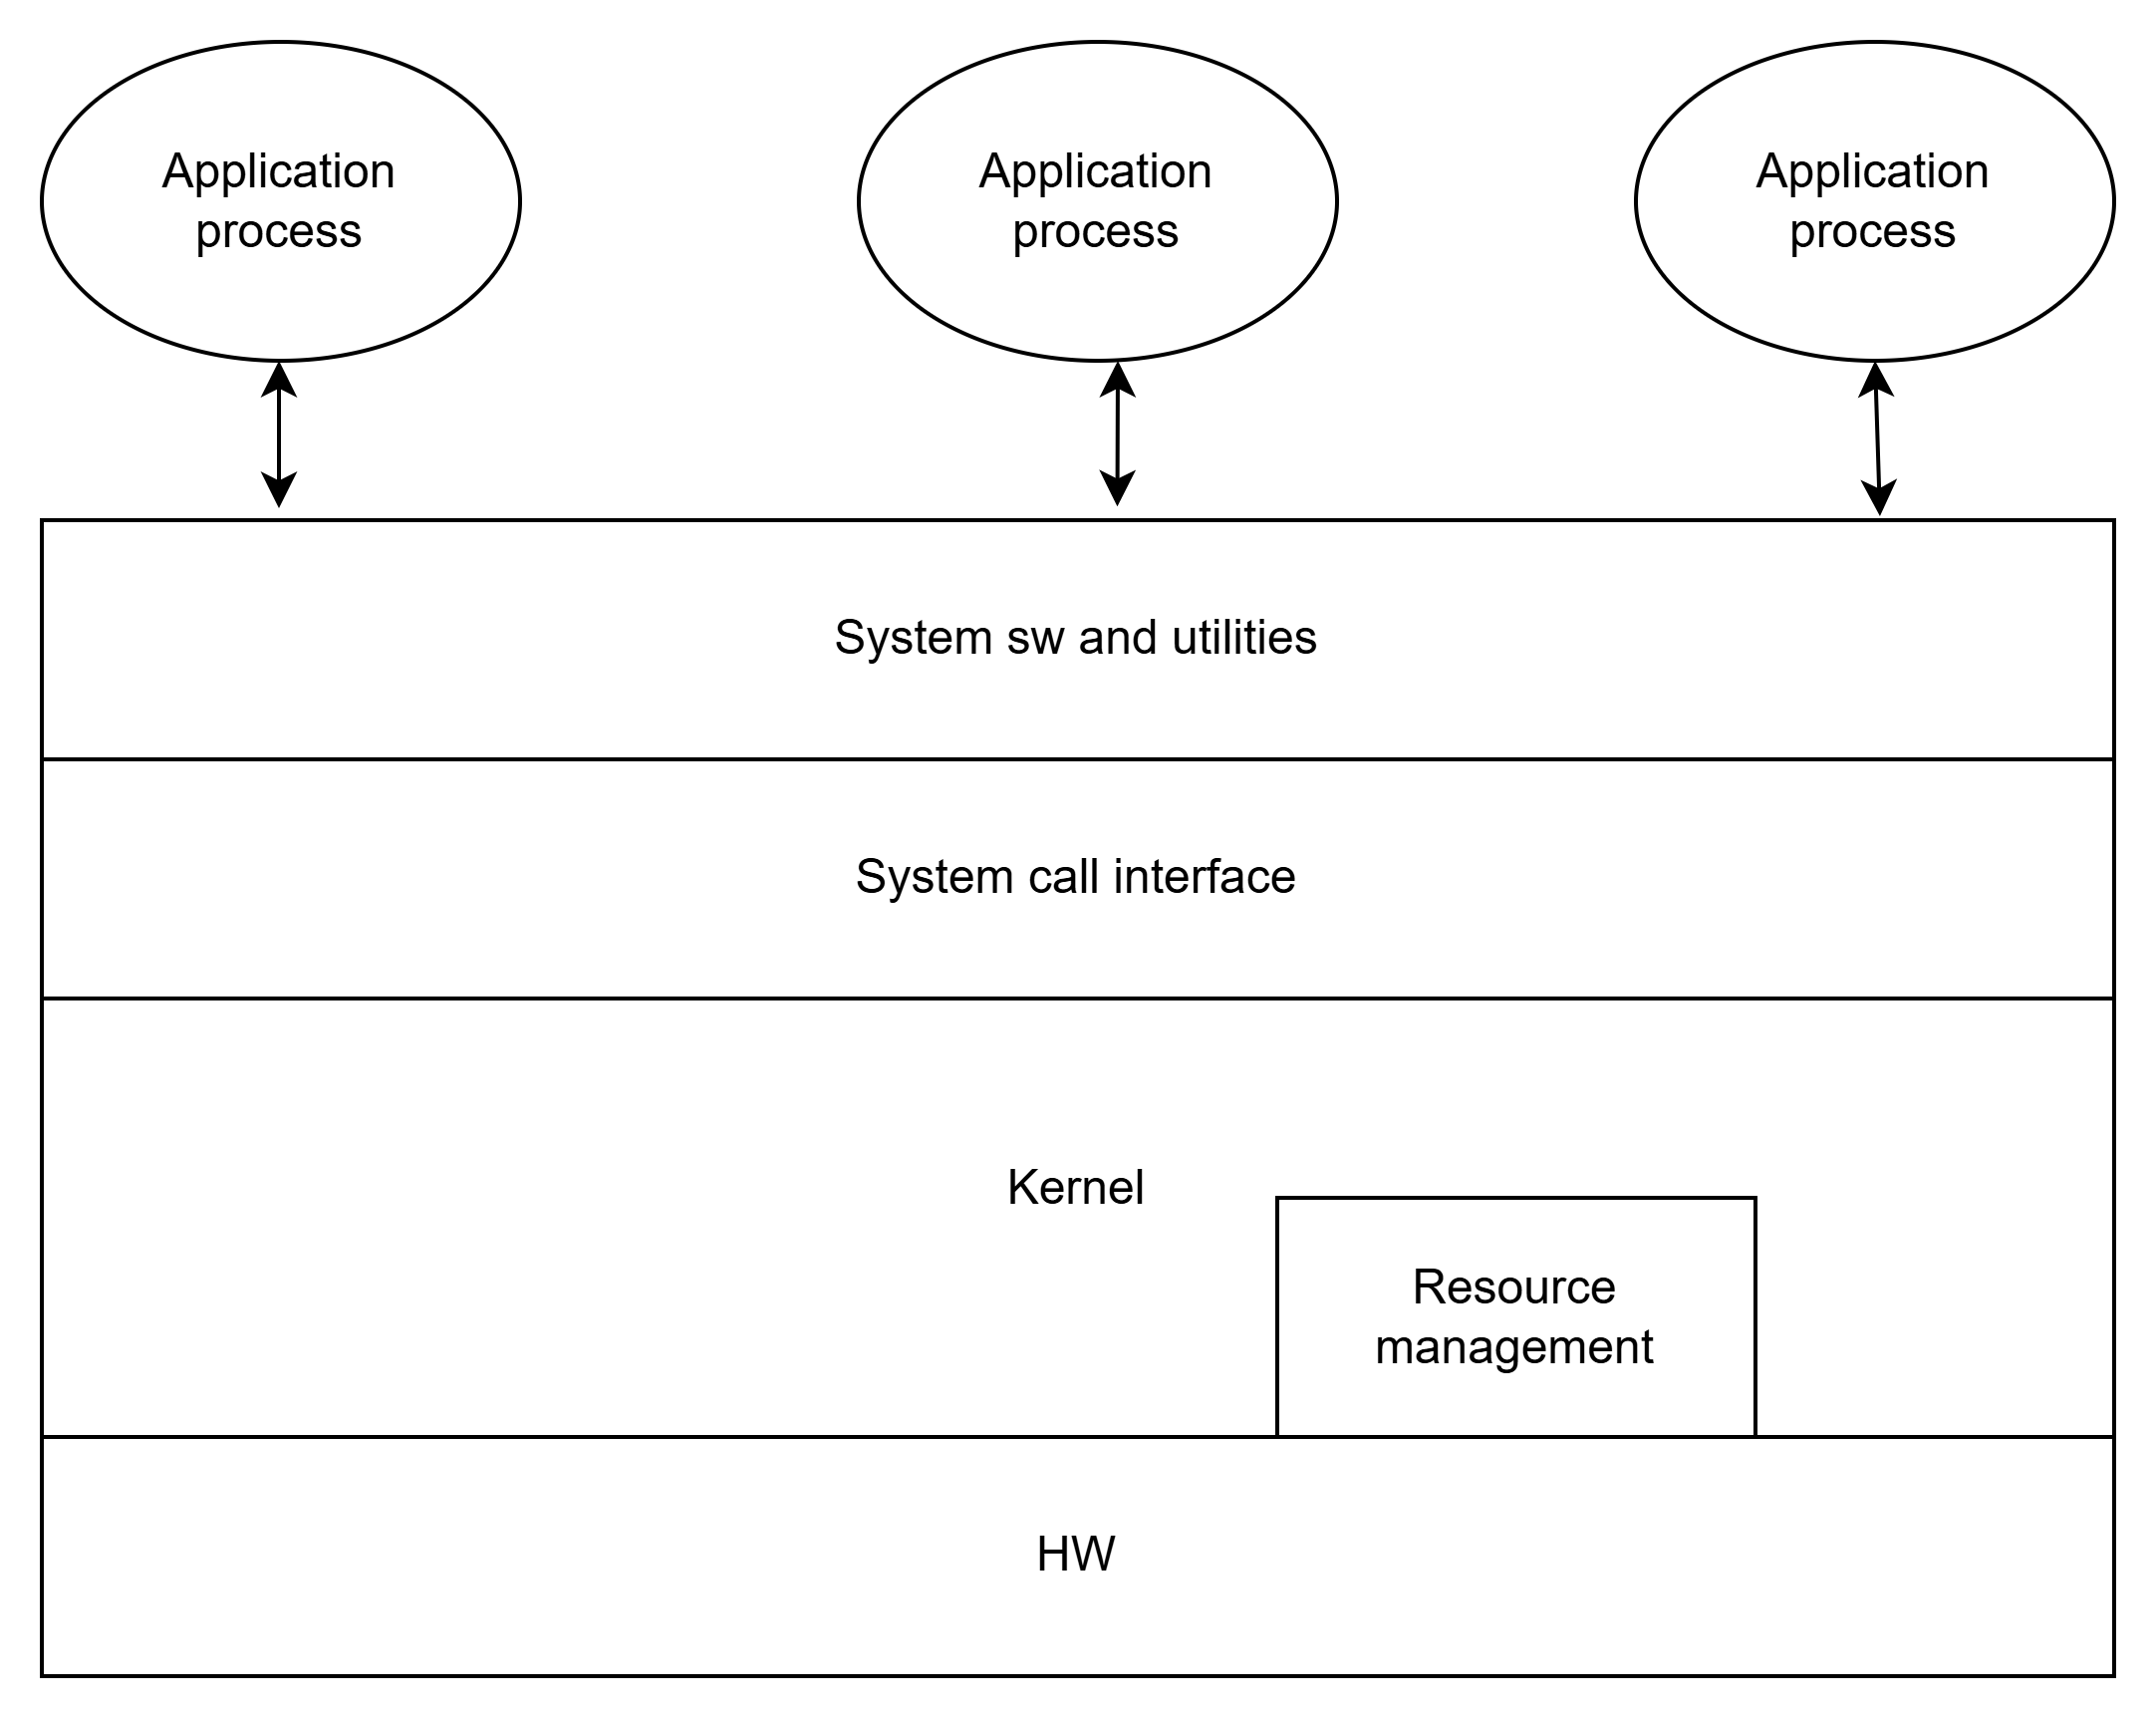 Application
process
Application
process
Application
process
System sw and utilities
System call interface
Kernel
Resource
management
HW